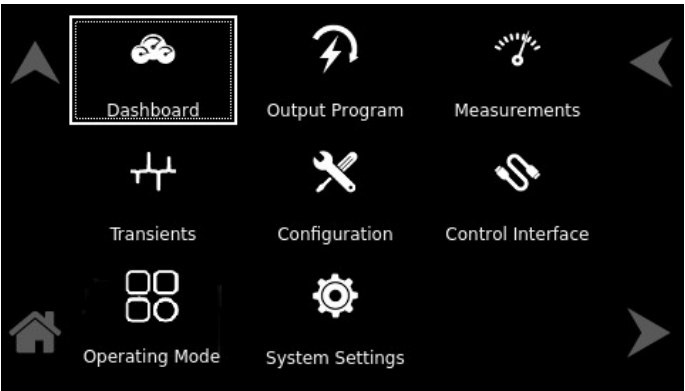 Dashboard
Output Program
Measurements
Transients
Configuration
Control Interface
Operating Mode
System Settings